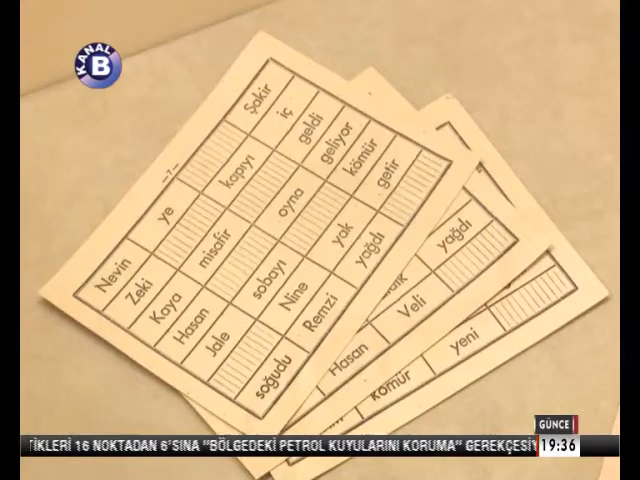 KANAL B
—7—
Nevin ye Şakir
Zeki kapıyı iç
Kaya misafir geldi
Hasan oyna geliyor
Jale sobayı kömür
Nine yak getir
soğudu Remzi yağdı
yağdı
Hasan Veli
kömür yeni
GÜNCE
TİKLERİ 16 NOKTADAN 6'SINA "BÖLGEDEKİ PETROL KUYULARINI KORUMA" GEREKÇESİY
19:36